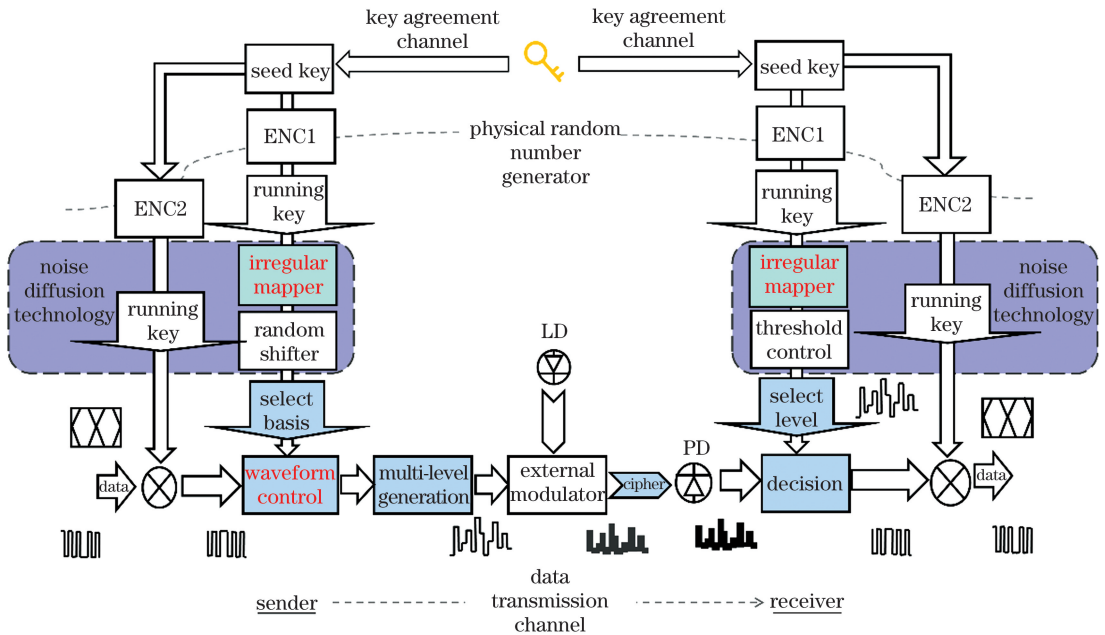 key agreement
channel
key agreement
channel
seed key
seed key
ENC1
physical random
number
generator
ENC1
running
key
running
key
ENC2
ENC2
noise
diffusion
technology
irregular
mapper
irregular
mapper
noise
diffusion
technology
running
key
random
shifter
threshold
control
running
key
LD
select
basis
select
level
PD
data
waveform
control
multi-level
generation
external
modulator
cipher
decision
data
sender
data
transmission
channel
receiver